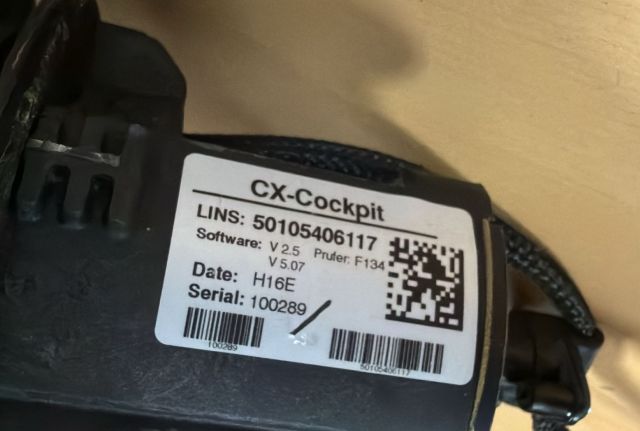 CX-Cockpit
LINS: 50105406117
Software: V 2.5 Prufer: F134
V 5.07
Date: H16E
Serial: 100289
100289
50105406117